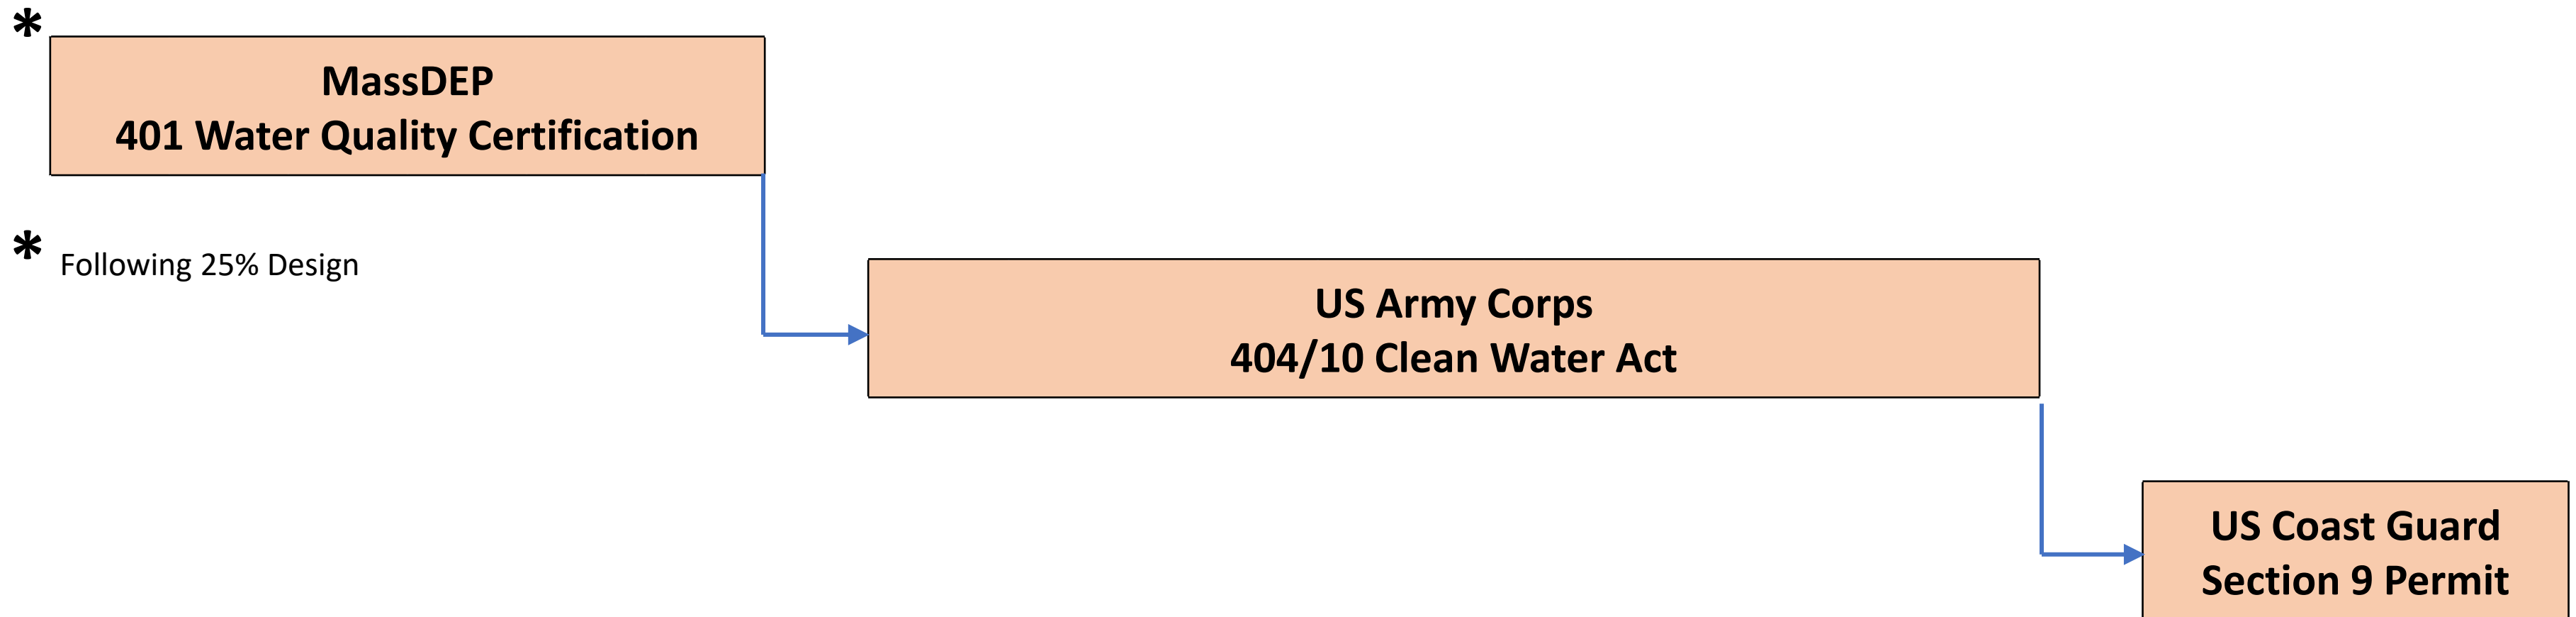 *
MassDEP
401 Water Quality Certification
* Following 25% Design
US Army Corps
404/10 Clean Water Act
US Coast Guard
Section 9 Permit